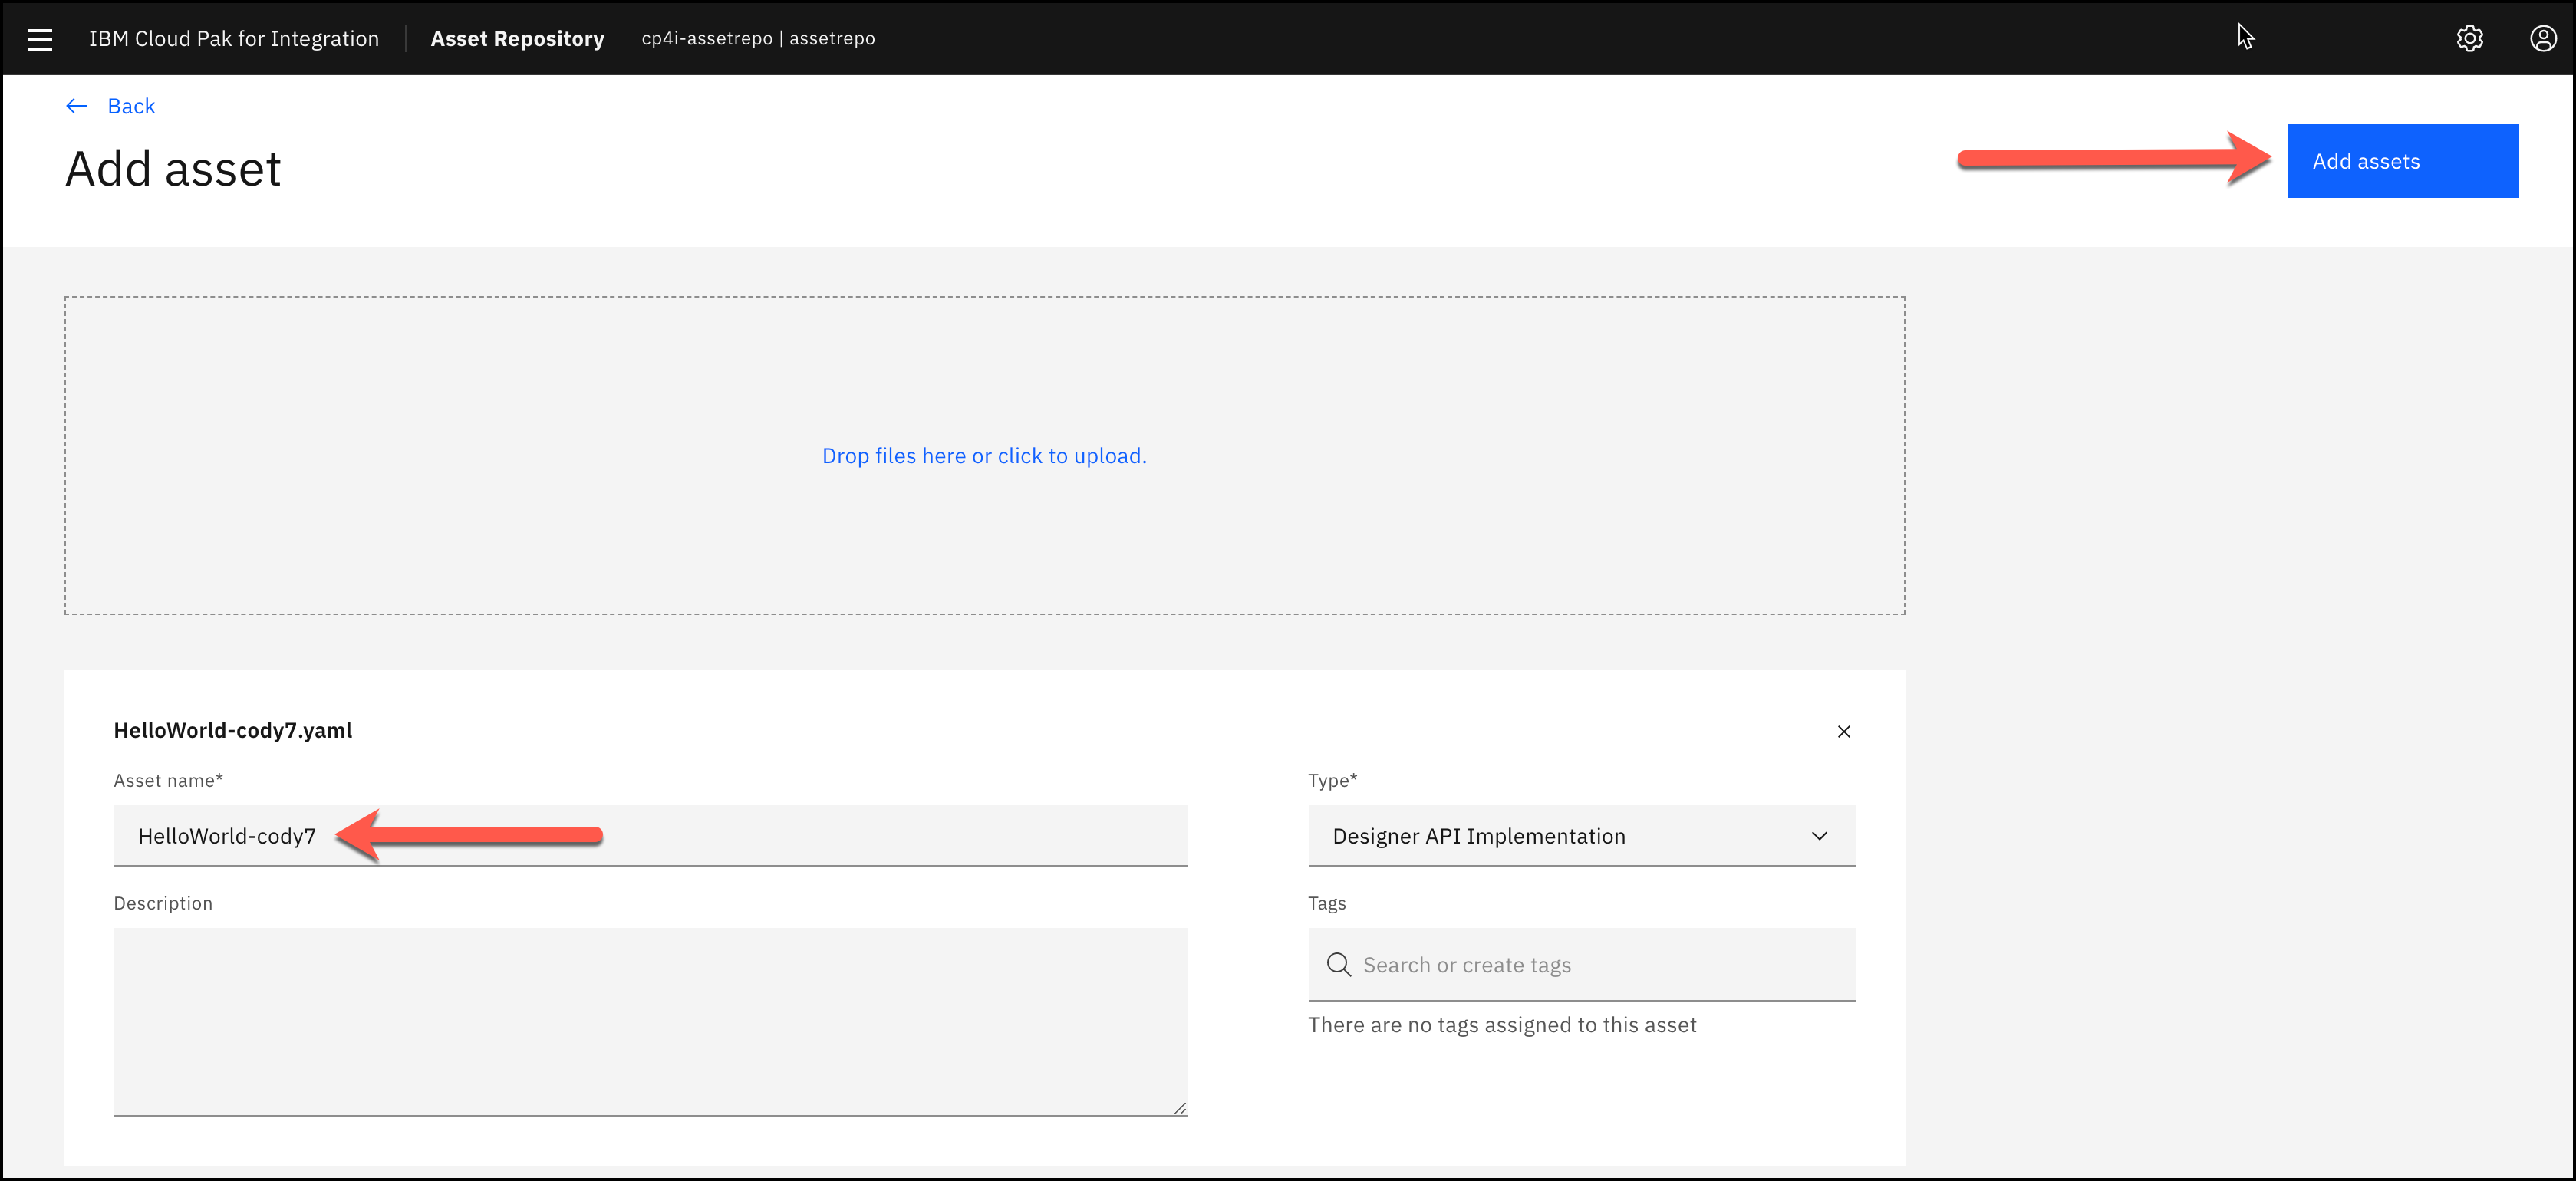 IBM Cloud Pak for Integration Asset Repository cp4i-assetrepo | assetrepo
Back
Add asset
Add assets
Drop files here or click to upload.
HelloWorld-cody7.yaml
Asset name*
HelloWorld-cody7
Type*
Designer API Implementation
Description
Tags
Search or create tags
There are no tags assigned to this asset